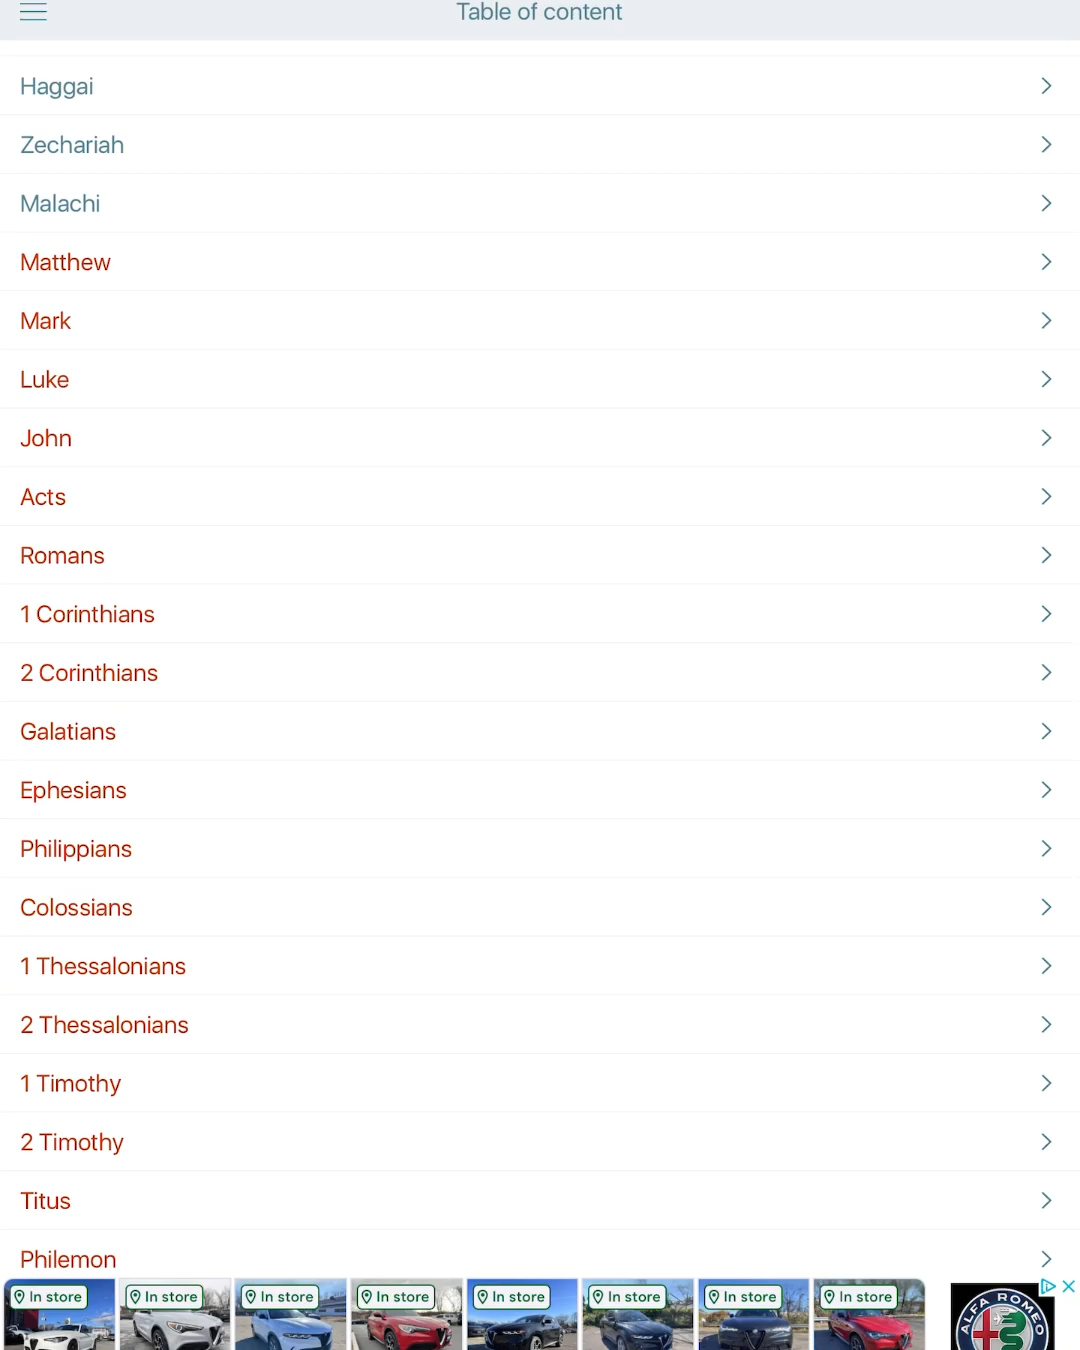 Table of content
Haggai
Zechariah
Malachi
Matthew
Mark
Luke
John
Acts
Romans
1 Corinthians
2 Corinthians
Galatians
Ephesians
Philippians
Colossians
1 Thessalonians
2 Thessalonians
1 Timothy
2 Timothy
Titus
Philemon
In store
In store
In store
In store
In store
In store
In store
In store
ALFA ROMEO